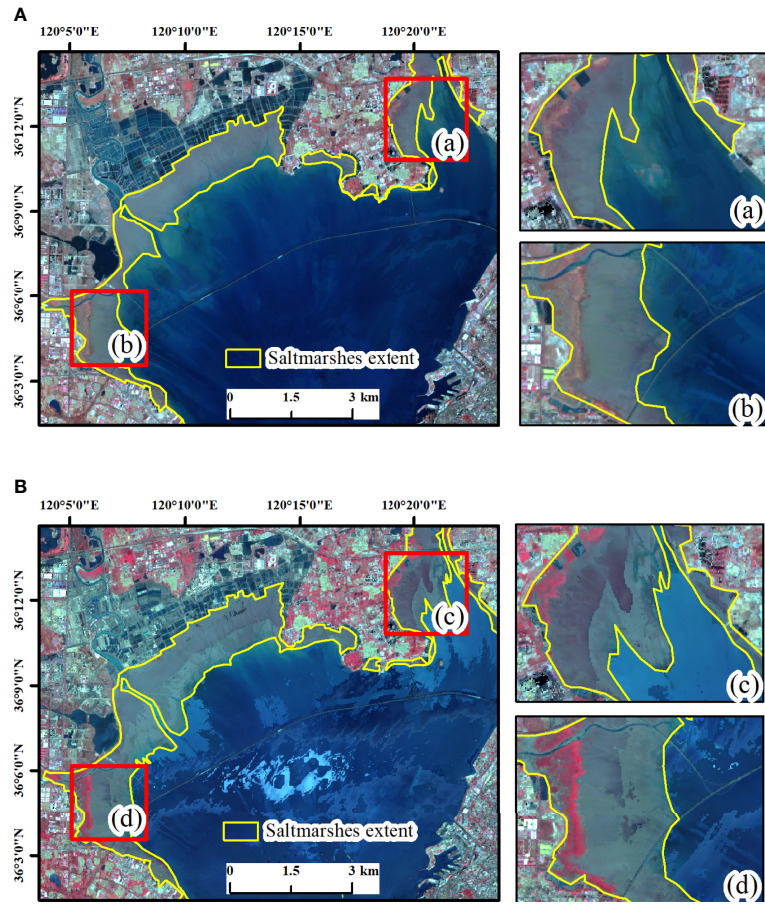 A
120°5'0"E 120°10'0"E 120°15'0"E 120°20'0"E
36°12'0"N
36°9'0"N
36°6'0"N
36°3'0"N
(a)
(b)
Saltmarshes extent
0 1.5 3 km
(a)
(b)
B
120°5'0"E 120°10'0"E 120°15'0"E 120°20'0"E
36°12'0"N
36°9'0"N
36°6'0"N
36°3'0"N
(c)
(d)
Saltmarshes extent
0 1.5 3 km
(c)
(d)